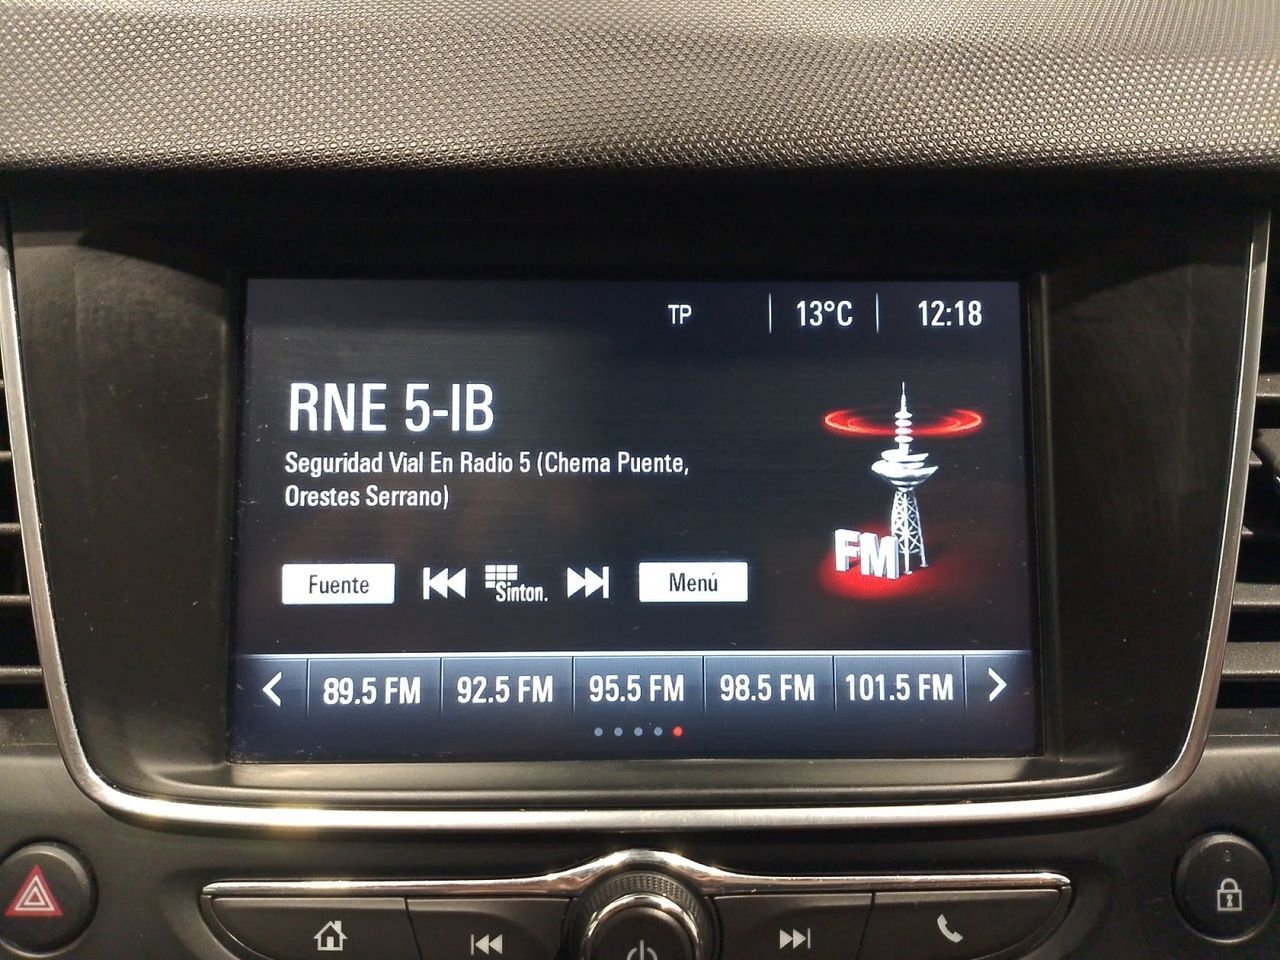 TP 13°C 12:18
RNE 5-IB
Seguridad Vial En Radio 5 (Chema Puente,
Orestes Serrano)
FM
Fuente Sinton. Menú
89.5 FM 92.5 FM 95.5 FM 98.5 FM 101.5 FM